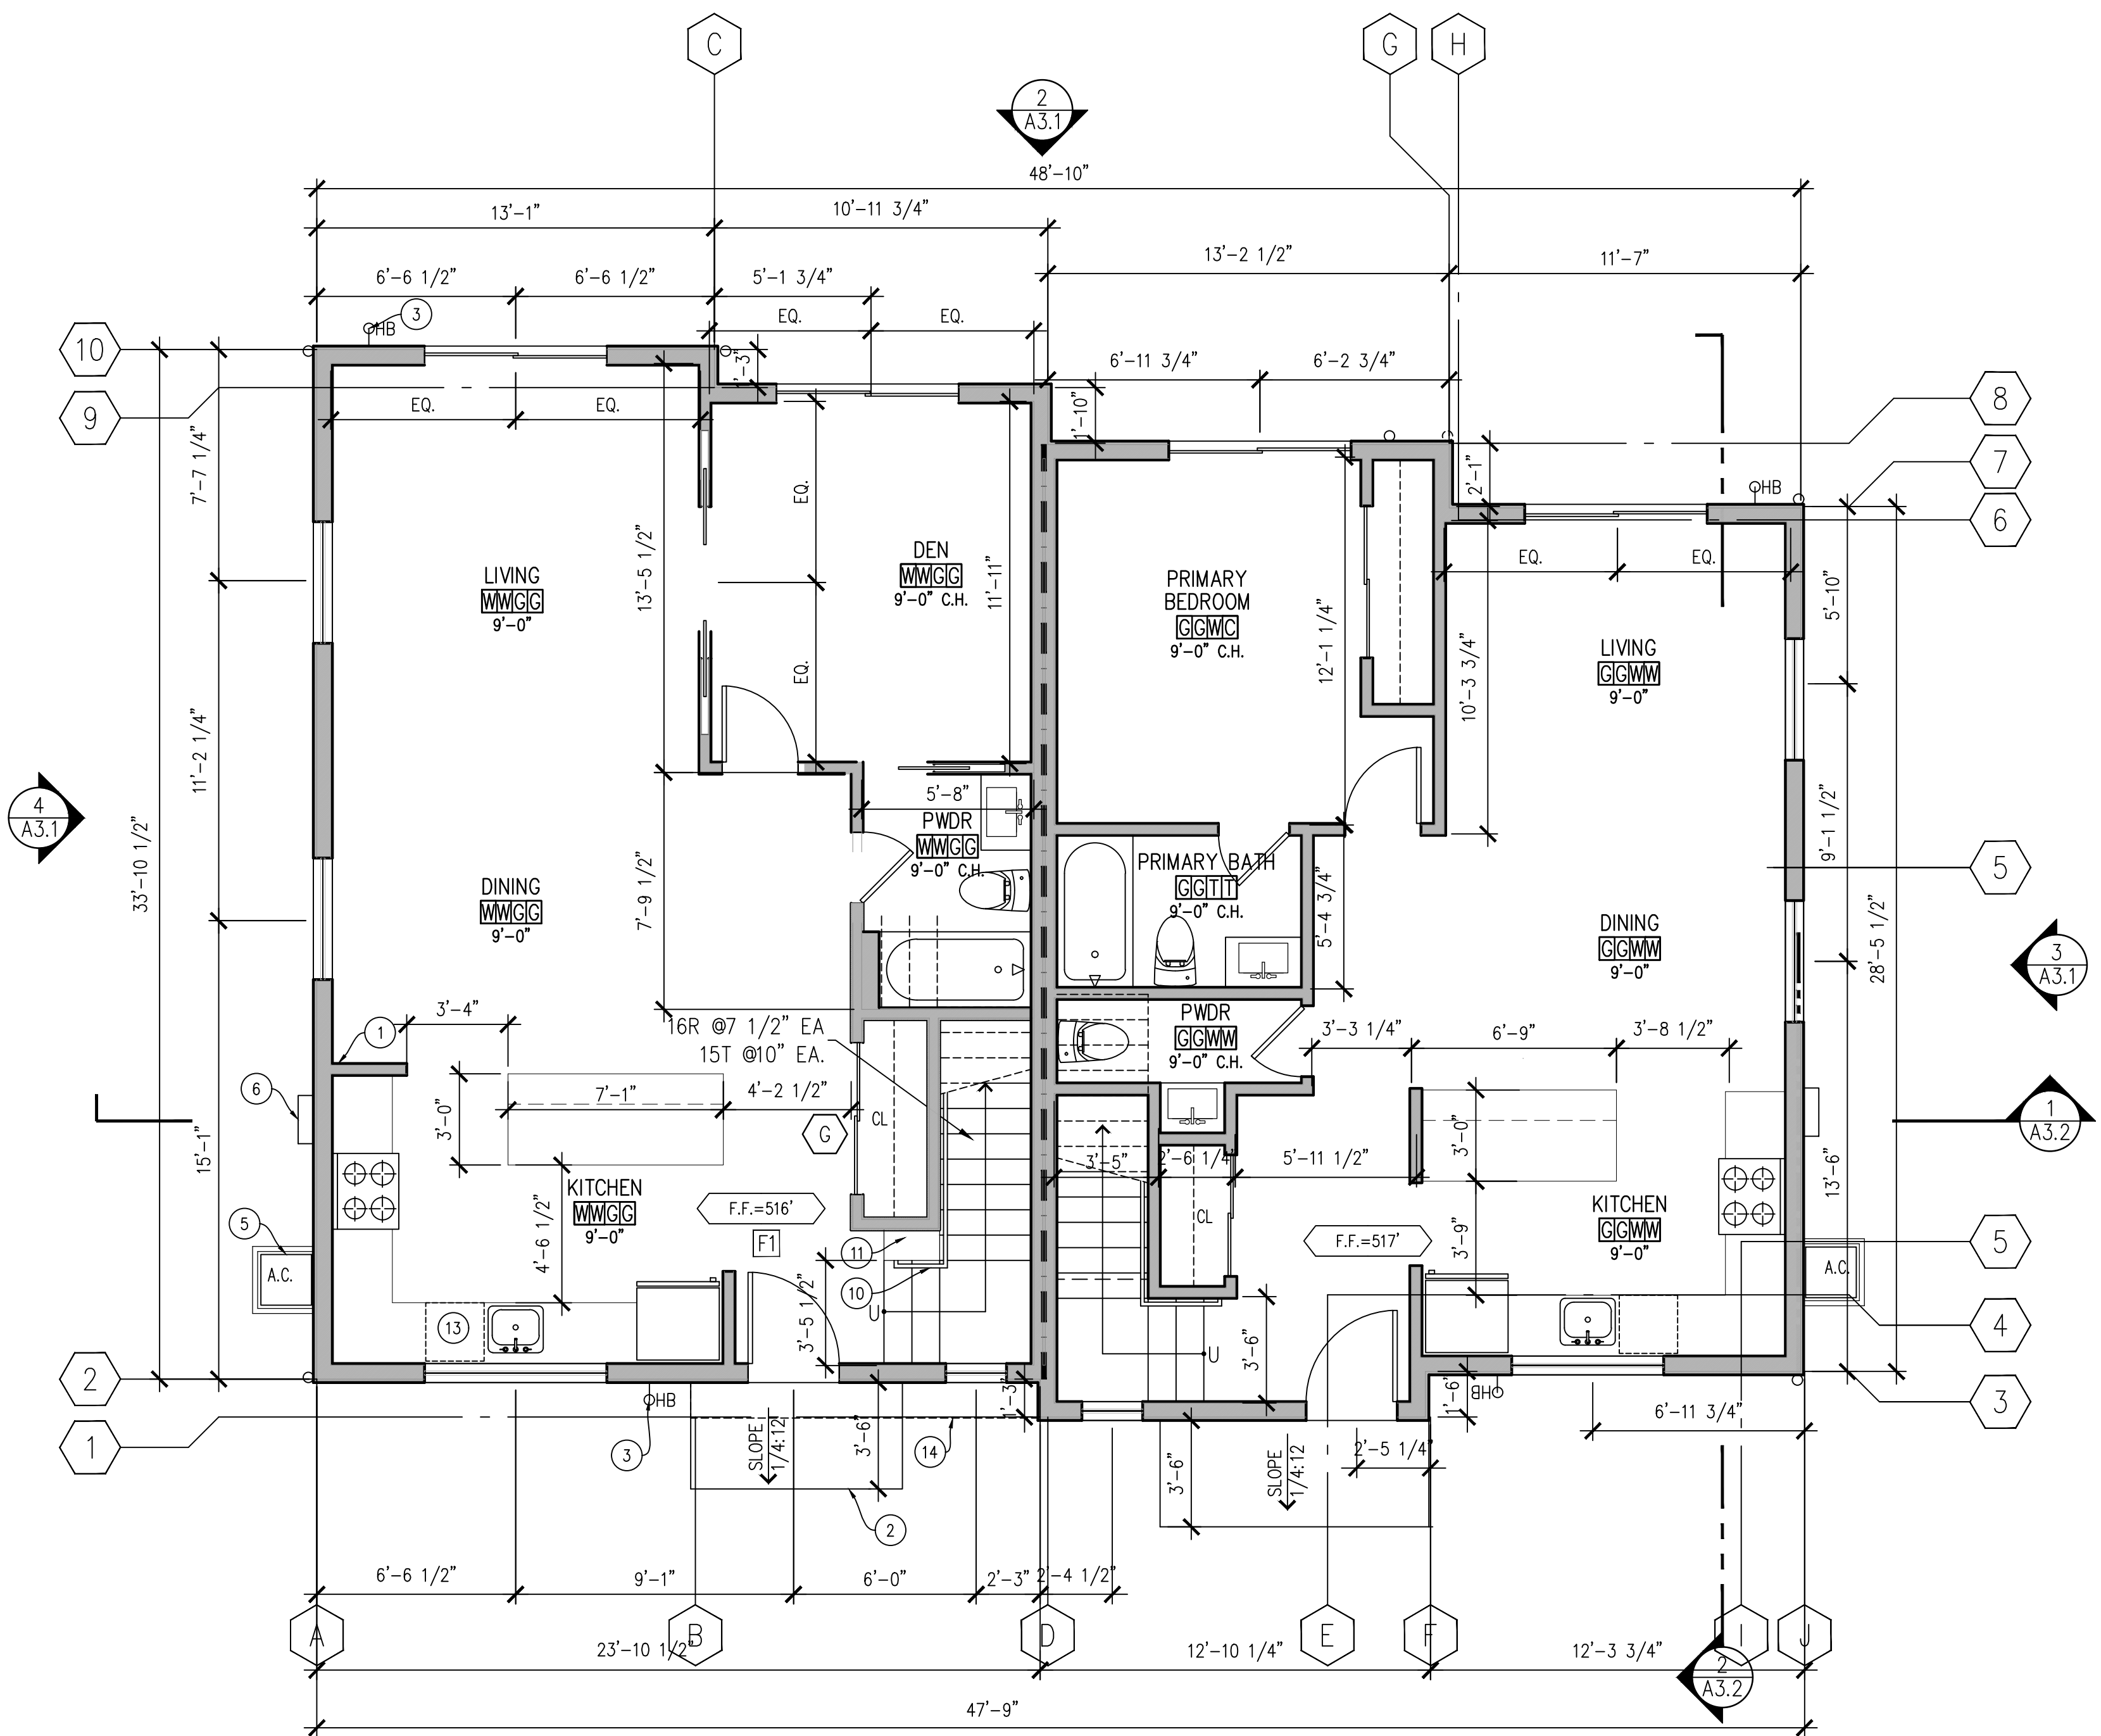 C
G
H
2
A3.1
48'-10"
13'-1"
10'-11 3/4"
13'-2 1/2"
11'-7"
6'-6 1/2"
6'-6 1/2"
5'-1 3/4"
EQ.
EQ.
3
HB
10
9
1'-3"
6'-11 3/4"
6'-2 3/4"
1'-10"
8
7
6
2'-1"
HB
EQ.
EQ.
EQ.
EQ.
7'-7 1/4"
13'-5 1/2"
EQ.
EQ.
11'-11"
DEN
WWGG
9'-0" C.H.
LIVING
WWGG
9'-0"
PRIMARY
BEDROOM
GGWC
9'-0" C.H.
12'-1 1/4"
10'-3 3/4"
LIVING
GGWW
9'-0"
5'-10"
11'-2 1/4"
33'-10 1/2"
4
A3.1
5'-8"
PWDR
WWGG
9'-0" C.H.
PRIMARY BATH
GGTT
9'-0" C.H.
5'-4 3/4"
DINING
WWGG
9'-0"
7'-9 1/2"
DINING
GGWW
9'-0"
9'-1 1/2"
28'-5 1/2"
5
3
A3.1
3'-4"
1
16R @7 1/2" EA
15T @10" EA.
PWDR
GGWW
9'-0" C.H.
3'-3 1/4"
6'-9"
3'-8 1/2"
6
7'-1"
4'-2 1/2"
3'-0"
G
CL
3'-0"
1
A3.2
15'-1"
3'-5"
2'-6 1/4"
5'-11 1/2"
13'-6"
KITCHEN
WWGG
9'-0"
4'-6 1/2"
F.F.=516'
F1
CL
F.F.=517'
3'-9"
KITCHEN
GGWW
9'-0"
5
A.C.
11
10
U
3'-5 1/2"
A.C.
5
4
3
13
U
3'-6"
2
1
HB
3
SLOPE
1/4:12
3'-6"
1'-3"
14
2
3'-6"
SLOPE
1/4:12
2'-5 1/4"
1'-6"
HB
6'-11 3/4"
6'-6 1/2"
9'-1"
6'-0"
2'-3"
2'-4 1/2"
A
B
D
E
F
I
J
23'-10 1/2"
12'-10 1/4"
12'-3 3/4"
2
A3.2
47'-9"